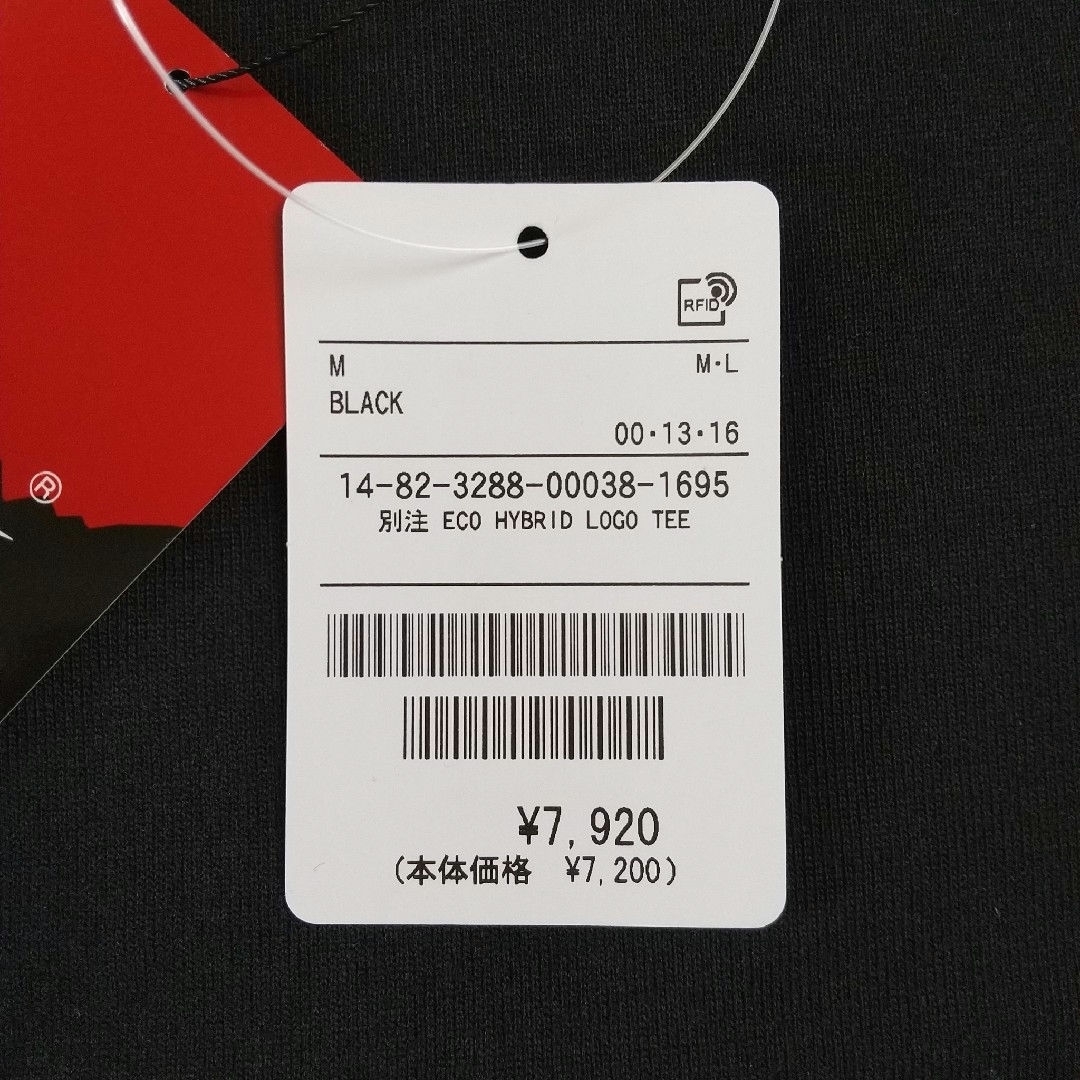 RFID
M M・L
BLACK
00・13・16
14-82-3288-00038-1695
別注 ECO HYBRID LOGO TEE
¥7,920
(本体価格 ¥7,200)
®